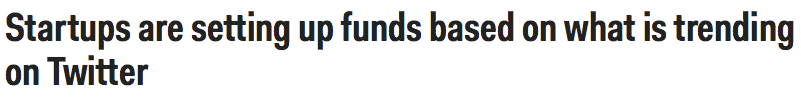 Startups are setting up funds based on what is trending
on Twitter